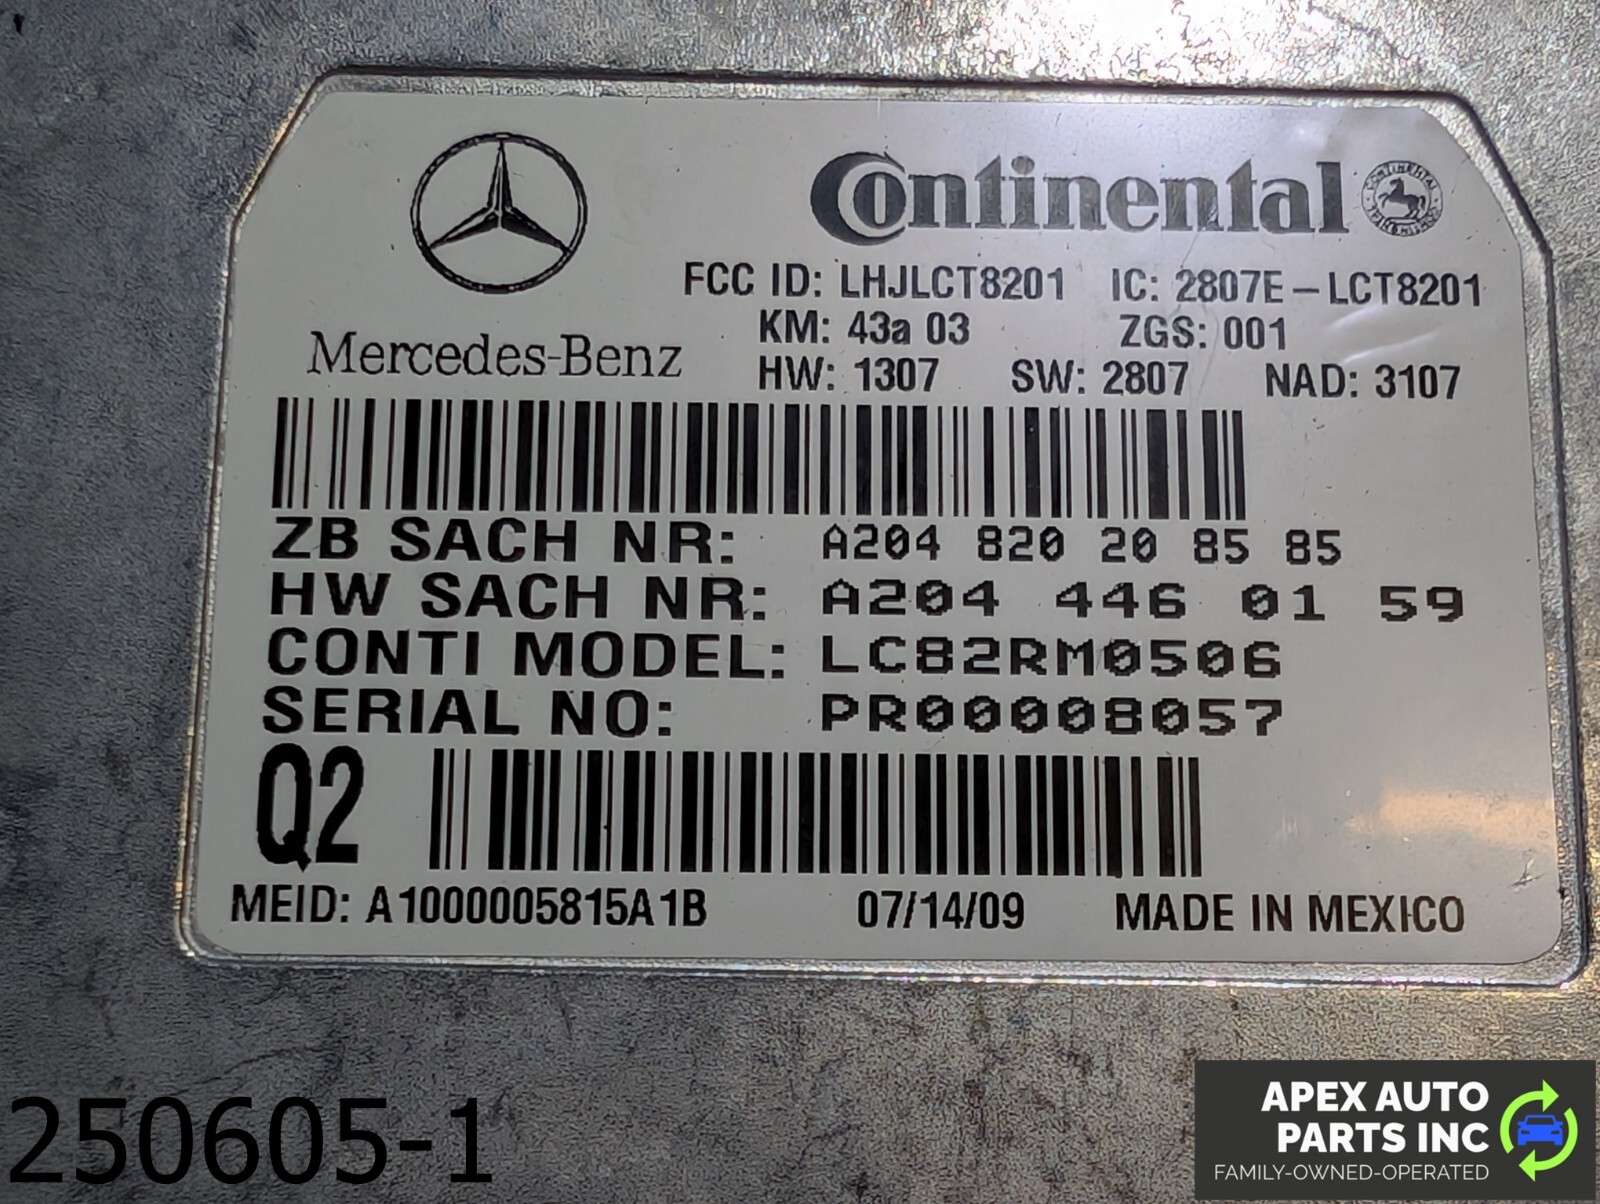 Continental
FCC ID: LHJLCT8201 IC: 2807E-LCT8201
KM: 43a 03 ZGS: 001
Mercedes-Benz
HW: 1307 SW: 2807 NAD: 3107
ZB SACH NR: A204 820 20 85 85
HW SACH NR: A204 446 01 59
CONTI MODEL: LC82RM0506
SERIAL NO: PR00008057
Q2
MEID: A1000005815A1B 07/14/09 MADE IN MEXICO
250605-1
APEX AUTO
PARTS INC
FAMILY-OWNED-OPERATED